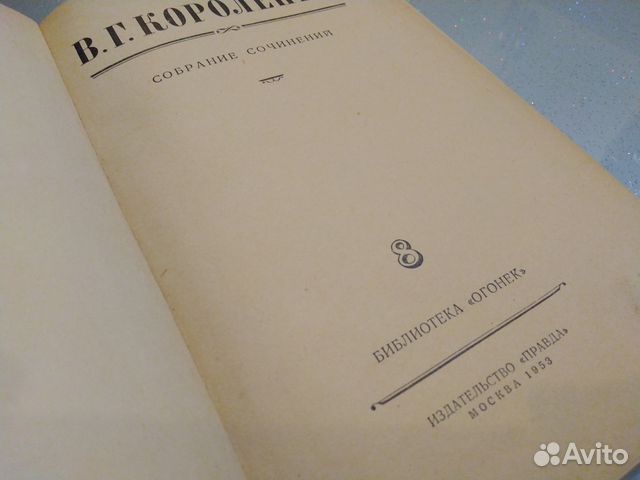 В. Г. КОРОЛЕН
СОБРАНИЕ СОЧИНЕНИЙ
8
БИБЛИОТЕКА «ОГОНЕК»
ИЗДАТЕЛЬСТВО «ПРАВДА»
МОСКВА 1953
Avito